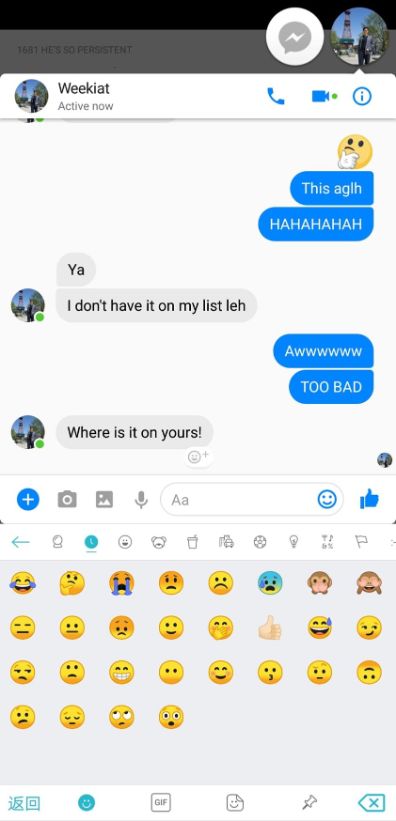 1681 HE'S SO PERSISTENT
Weekiat
Active now
This aglh
HAHAHAHAH
Ya
I don't have it on my list leh
Awwwwww
TOO BAD
Where is it on yours!
Aa
GIF
返回